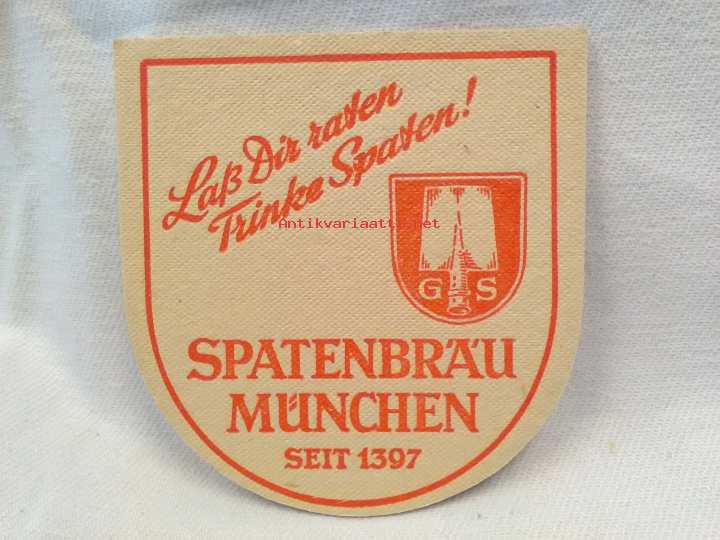 Laß Dir raten
Trinke Spaten!
Antikvariaatti.net
G S
SPATENBRÄU
MÜNCHEN
SEIT 1397